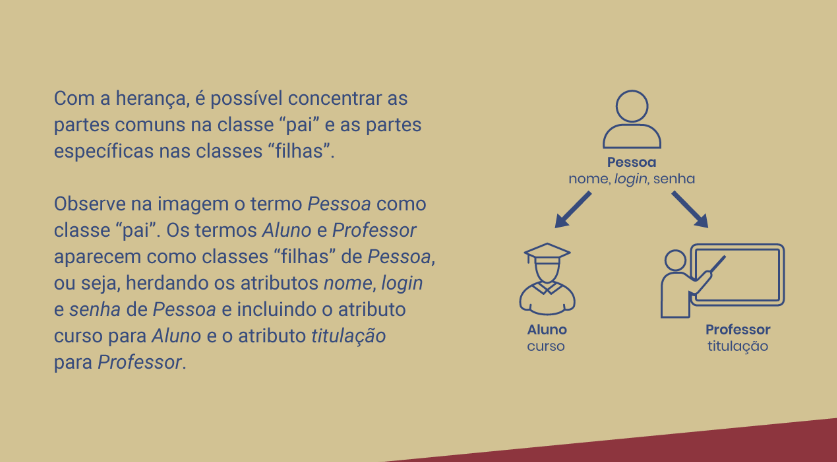 Com a herança, é possível concentrar as
partes comuns na classe “pai” e as partes
específicas nas classes “filhas”.
Observe na imagem o termo Pessoa como
classe “pai”. Os termos Aluno e Professor
aparecem como classes “filhas” de Pessoa,
ou seja, herdando os atributos nome, login
e senha de Pessoa e incluindo o atributo
curso para Aluno e o atributo titulação
para Professor.
Pessoa
nome, login, senha
Aluno
curso
Professor
titulação